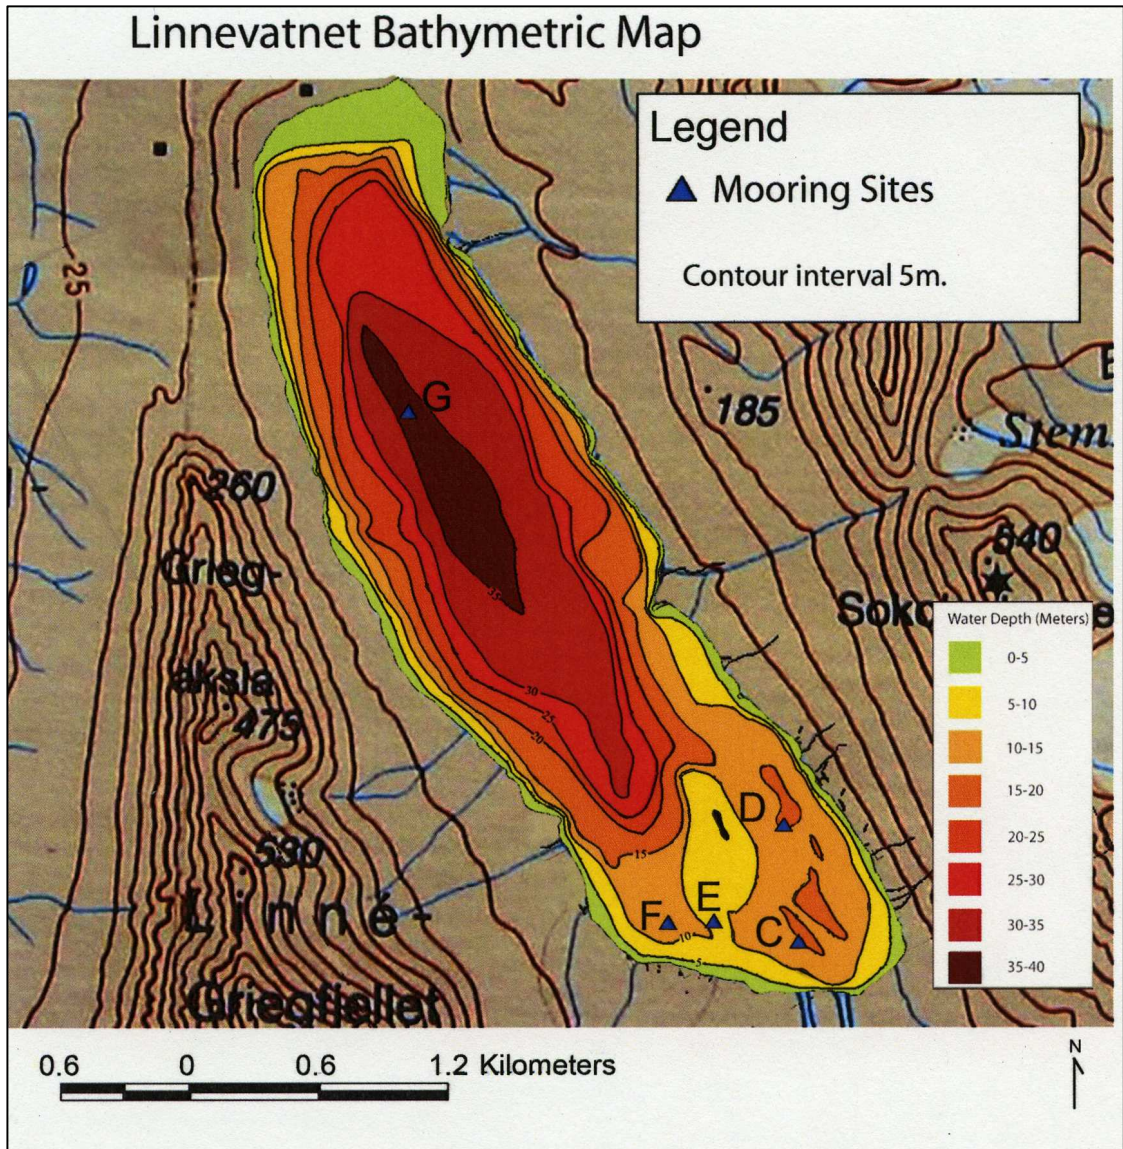 Linnevatnet Bathymetric Map
Legend
Mooring Sites
Contour interval 5m.
25
G
185
Stem
260
Grieg-
540
Sok
e
35
Water Depth (Meters)
0-5
5-10
10-15
15-20
20-25
25-30
30-35
35-40
aksla
475
30
25
20
D
530
15
Linné-
F
E
C
10
5
Griegfjellet
0.6 0 0.6 1.2 Kilometers
N